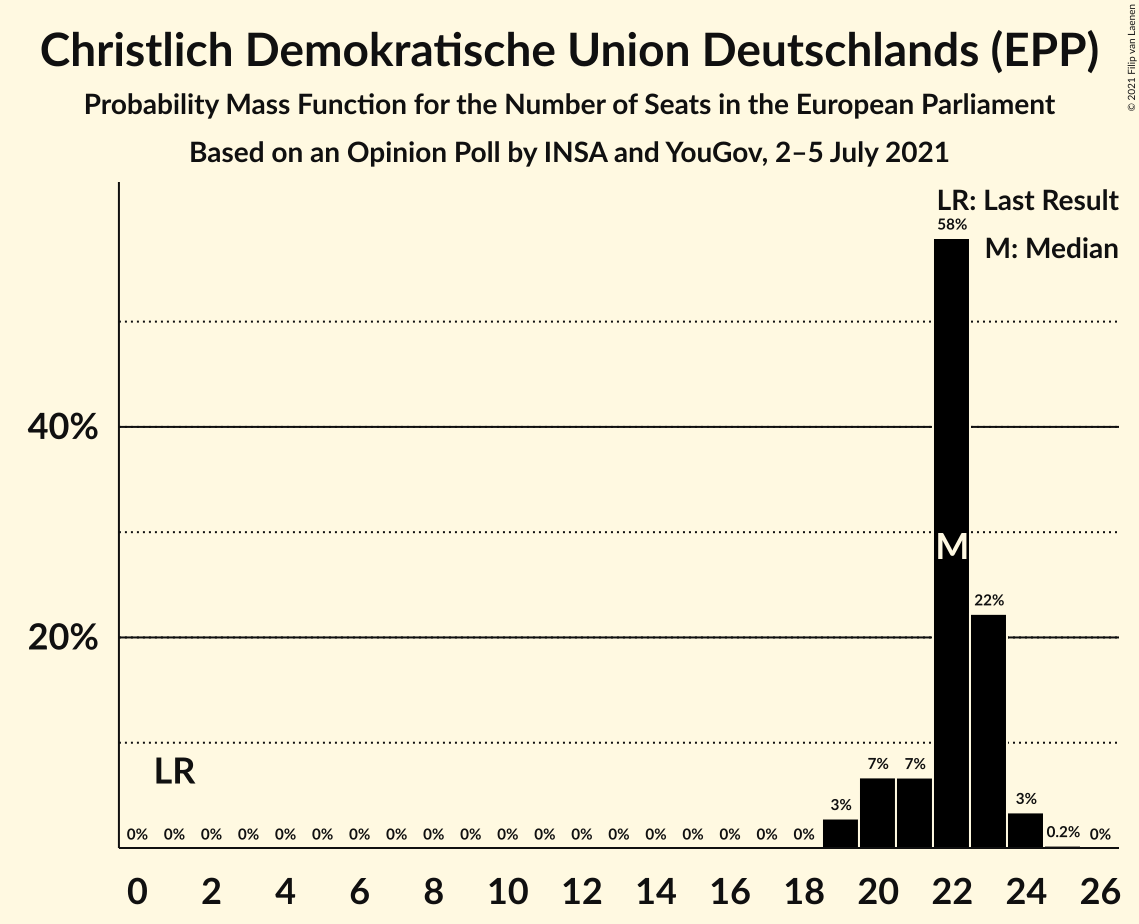 Christlich Demokratische Union Deutschlands (EPP)
Probability Mass Function for the Number of Seats in the European Parliament
Based on an Opinion Poll by INSA and YouGov, 2–5 July 2021
© 2021 Filip van Laenen
LR: Last Result
58%
M: Median
40%
M
22%
20%
LR
7% 7%
3% 3%
0% 0% 0% 0% 0% 0% 0% 0% 0% 0% 0% 0% 0% 0% 0% 0% 0% 0% 0% 0.2% 0%
0 2 4 6 8 10 12 14 16 18 20 22 24 26